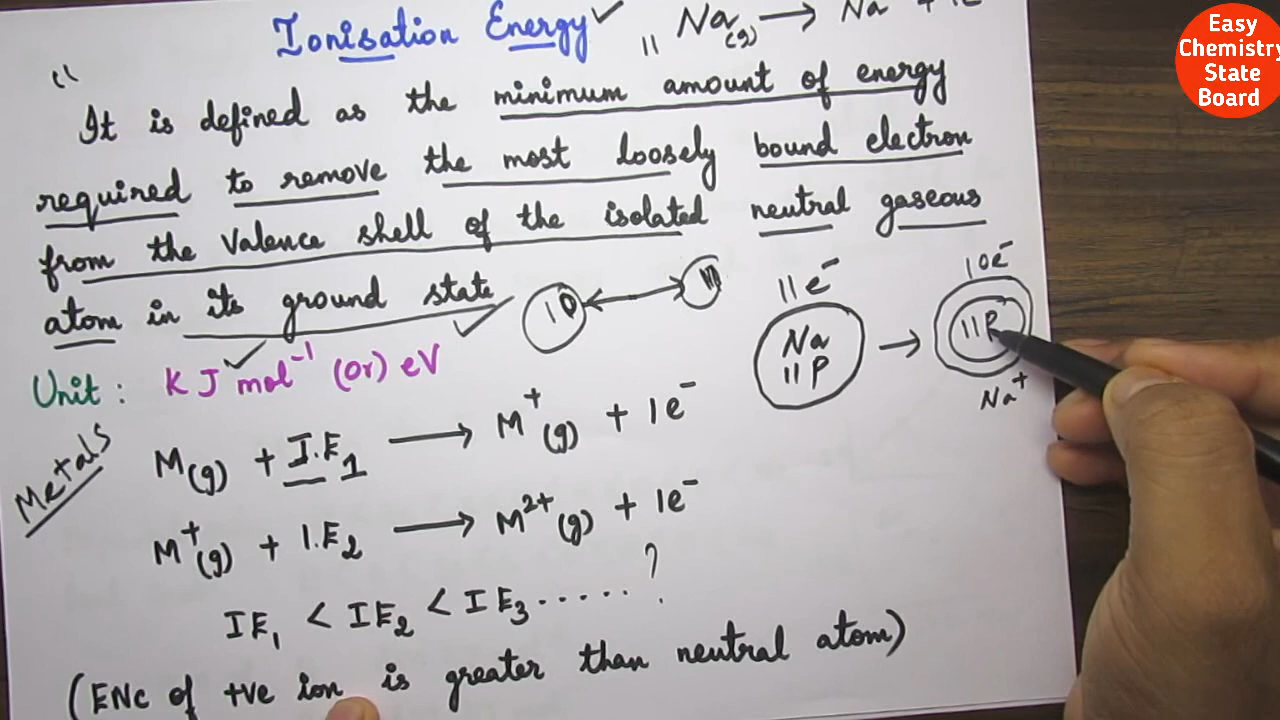 Ionisation Energy ✓
" Na(g) → Na + 1e
"
It is defined as the minimum amount of energy
required to remove the most loosely bound electron
from the valence shell of the isolated neutral gaseous
atom in its ground state
10 ↔
11e⁻
Na
11P
→
10e⁻
11P
Na⁺
Unit : KJ mol⁻¹ (or) eV
Metals
M(g) + I.E₁ → M⁺(g) + 1e⁻
M⁺(g) + I.E₂ → M²⁺(g) + 1e⁻
IE₁ < IE₂ < IE₃ ...... ?
(ENc of +ve ion is greater than neutral atom)
Easy
Chemistry
State
Board